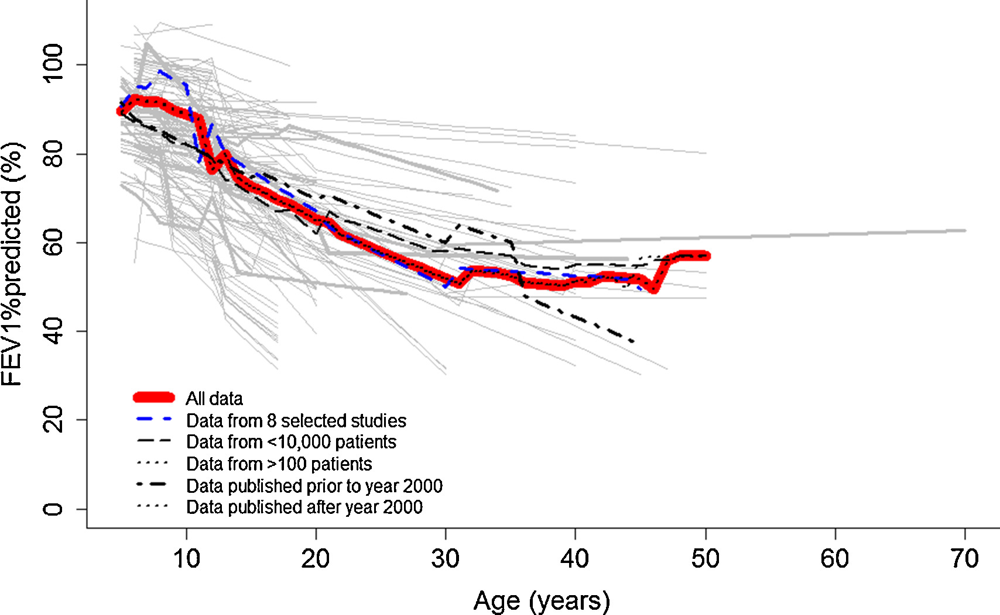 FEV1%predicted (%)
100
80
60
40
20
0
All data
Data from 8 selected studies
Data from <10,000 patients
Data from >100 patients
Data published prior to year 2000
Data published after year 2000
10 20 30 40 50 60 70
Age (years)